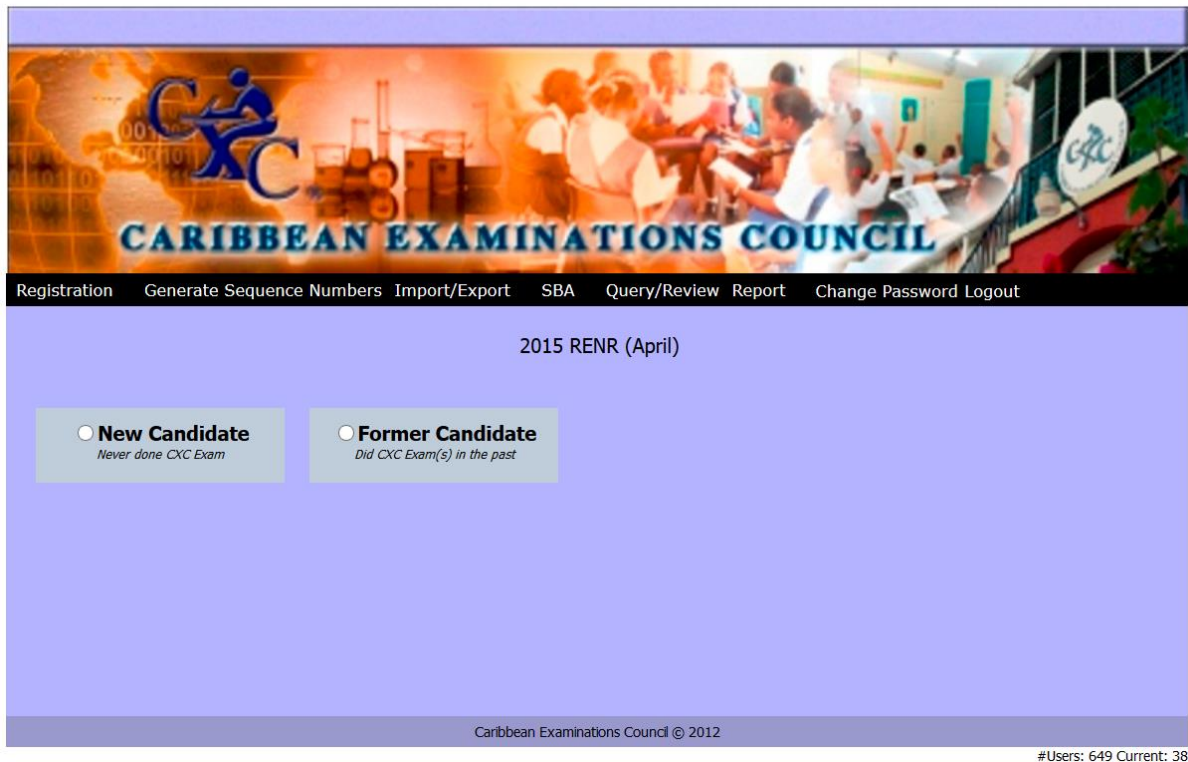 CXC
CXC
CARIBBEAN EXAMINATIONS COUNCIL
Registration Generate Sequence Numbers Import/Export SBA Query/Review Report Change Password Logout
2015 RENR (April)
New Candidate
Never done CXC Exam
Former Candidate
Did CXC Exam(s) in the past
Caribbean Examinations Council © 2012
#Users: 649 Current: 38